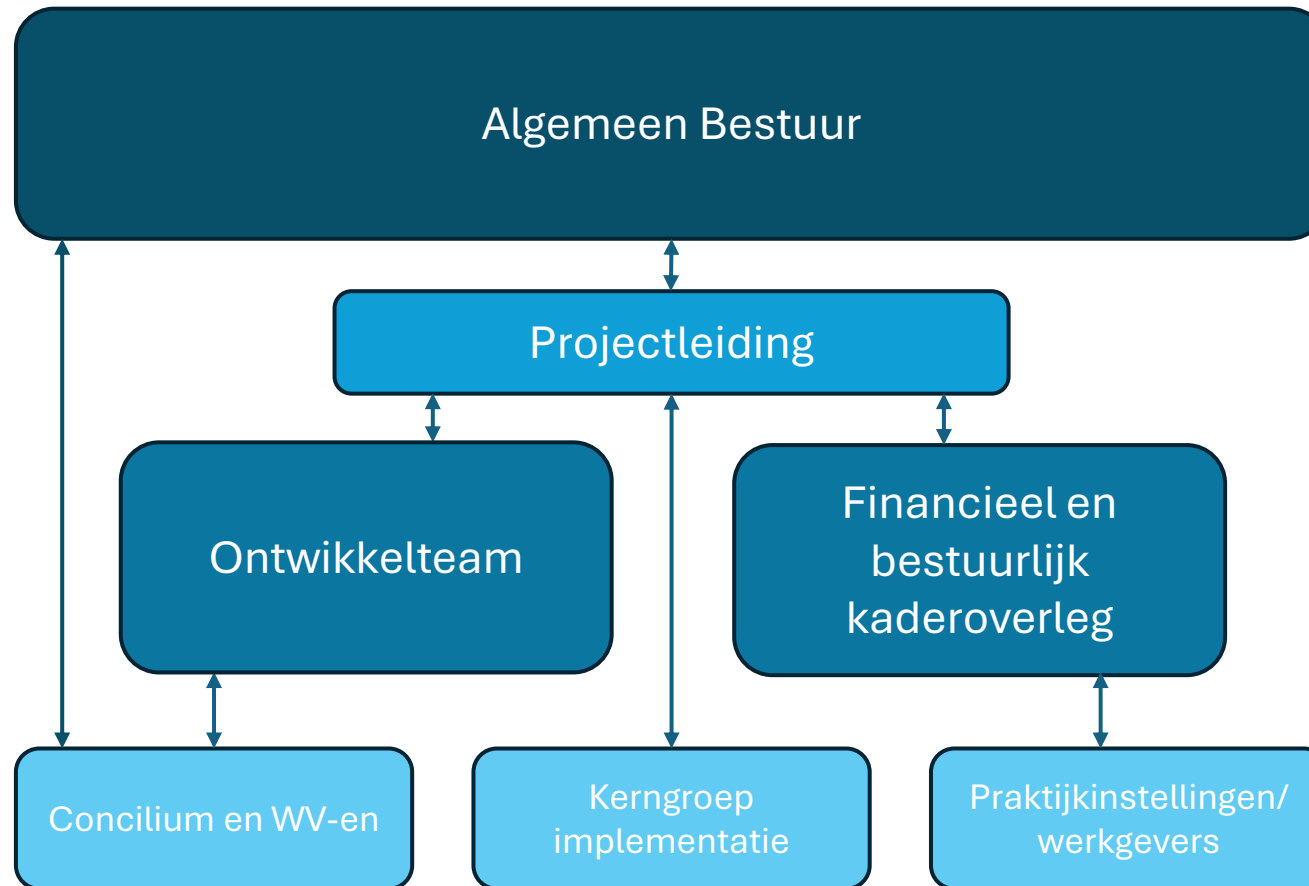 Algemeen Bestuur
Projectleiding
Ontwikkelteam
Financieel en
bestuurlijk
kaderoverleg
Concilium en WV-en
Kerngroep
implementatie
Praktijkinstellingen/
werkgevers